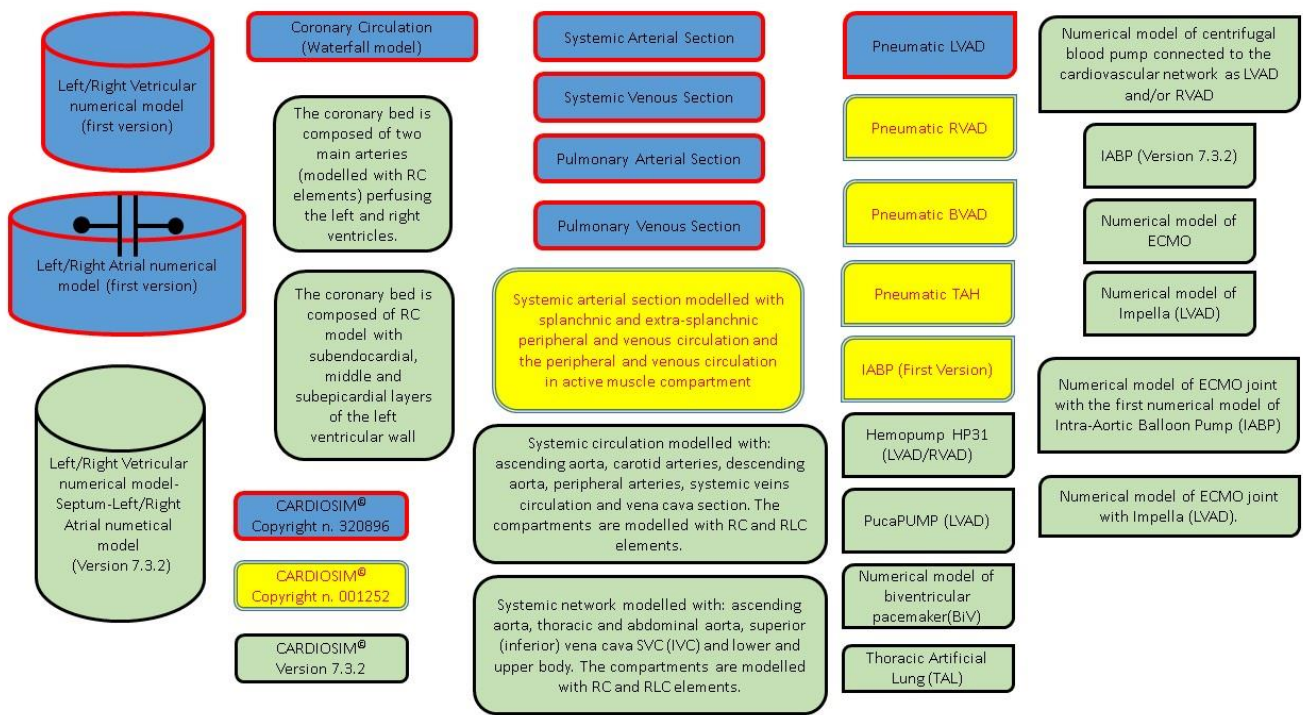 Left/Right Vetricular
numerical model
(first version)
Left/Right Atrial numerical
model (first version)
Left/Right Vetricular
numerical model-
Septum-Left/Right
Atrial numetical
model
(Version 7.3.2)
Coronary Circulation
(Waterfall model)
The coronary bed is
composed of two
main arteries
(modelled with RC
elements) perfusing
the left and right
ventricles.
The coronary bed is
composed of RC
model with
subendocardial,
middle and
subepicardial layers
of the left
ventricular wall
CARDIOSIM©
Copyright n. 320896
CARDIOSIM©
Copyright n. 001252
CARDIOSIM©
Version 7.3.2
Systemic Arterial Section
Systemic Venous Section
Pulmonary Arterial Section
Pulmonary Venous Section
Systemic arterial section modelled with
splanchnic and extra-splanchnic
peripheral and venous circulation and
the peripheral and venous circulation
in active muscle compartment
Systemic circulation modelled with:
ascending aorta, carotid arteries, descending
aorta, peripheral arteries, systemic veins
circulation and vena cava section. The
compartments are modelled with RC and RLC
elements.
Systemic network modelled with: ascending
aorta, thoracic and abdominal aorta, superior
(inferior) vena cava SVC (IVC) and lower and
upper body. The compartments are modelled
with RC and RLC elements.
Pneumatic LVAD
Pneumatic RVAD
Pneumatic BVAD
Pneumatic TAH
IABP (First Version)
Hemopump HP31
(LVAD/RVAD)
PucaPUMP (LVAD)
Numerical model of
biventricular
pacemaker(BiV)
Thoracic Artificial
Lung (TAL)
Numerical model of centrifugal
blood pump connected to the
cardiovascular network as LVAD
and/or RVAD
IABP (Version 7.3.2)
Numerical model of
ECMO
Numerical model of
Impella (LVAD)
Numerical model of ECMO joint
with the first numerical model of
Intra-Aortic Balloon Pump (IABP)
Numerical model of ECMO joint
with Impella (LVAD).